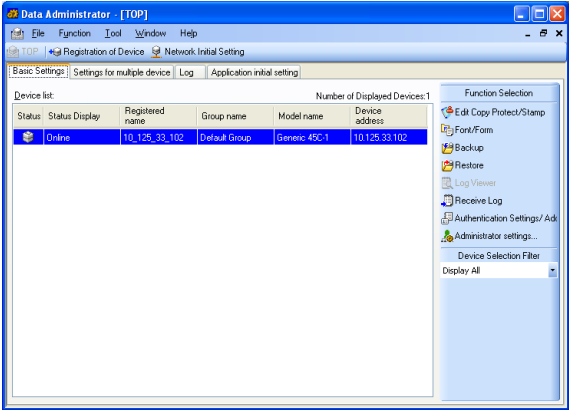 Data Administrator - [TOP]
File Function Tool Window Help
TOP Registration of Device Network Initial Setting
Basic Settings Settings for multiple device Log Application initial setting
Device list: Number of Displayed Devices:1
Status Status Display Registered name Group name Model name Device address
Online 10_125_33_102 Default Group Generic 45C-1 10.125.33.102
Function Selection
Edit Copy Protect/Stamp
Font/Form
Backup
Restore
Log Viewer
Receive Log
Authentication Settings/Add
Administrator settings...
Device Selection Filter
Display All